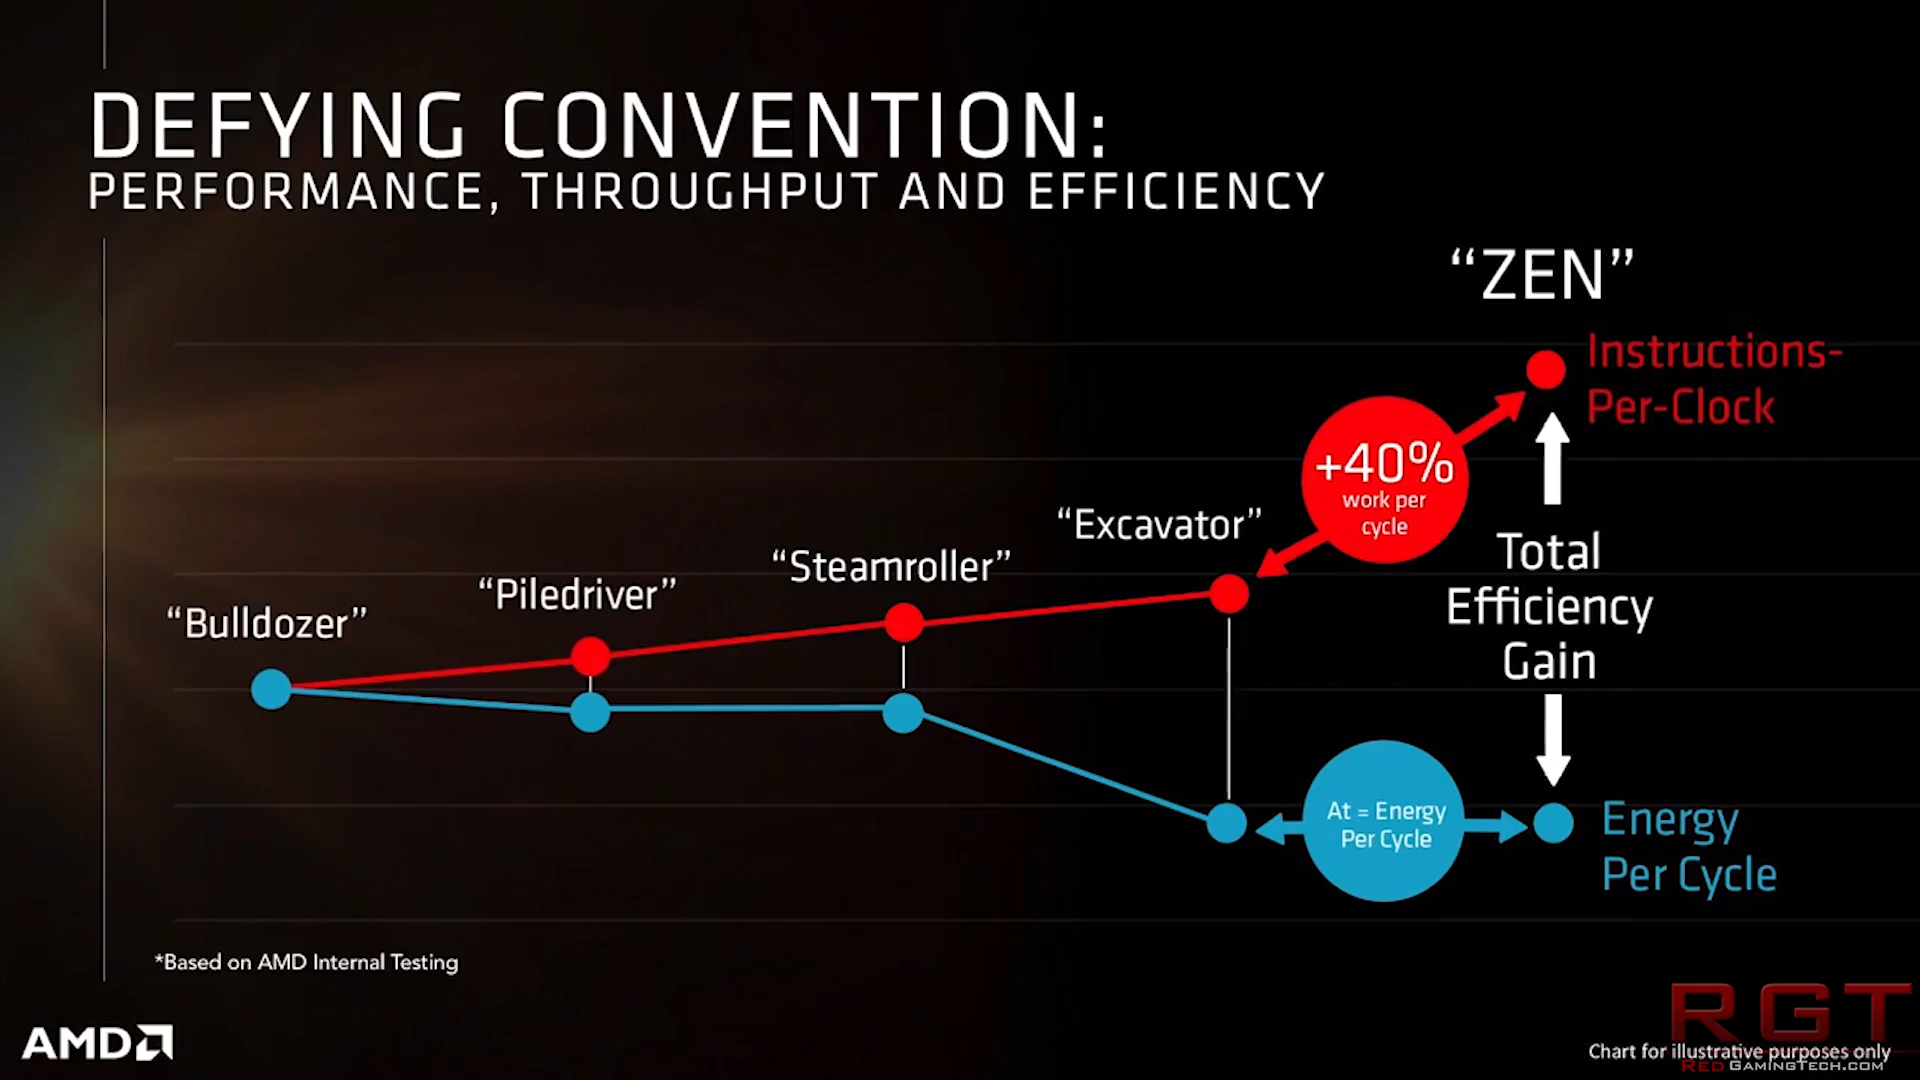 DEFYING CONVENTION:
PERFORMANCE, THROUGHPUT AND EFFICIENCY
“ZEN”
Instructions-
Per-Clock
+40%
work per
cycle
“Excavator”
“Steamroller”
“Piledriver”
“Bulldozer”
Total
Efficiency
Gain
At = Energy
Per Cycle
Energy
Per Cycle
*Based on AMD Internal Testing
AMD
RGT
Chart for illustrative purposes only
REDGAMINGTECH.COM